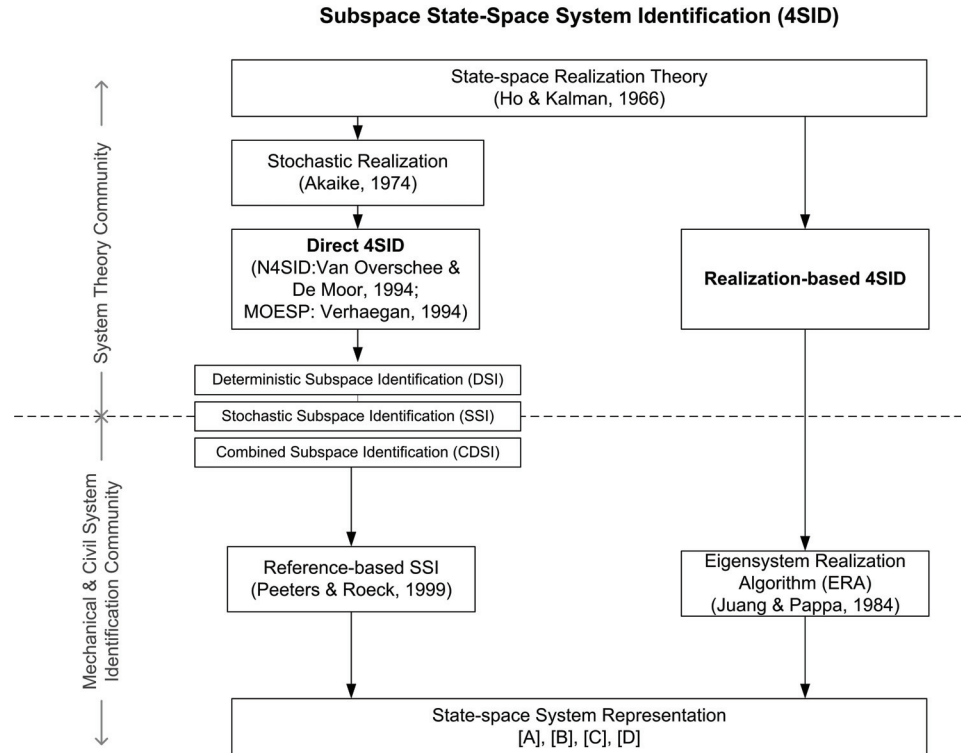 Subspace State-Space System Identification (4SID)
State-space Realization Theory
(Ho & Kalman, 1966)
Stochastic Realization
(Akaike, 1974)
Direct 4SID
(N4SID:Van Overschee &
De Moor, 1994;
MOESP: Verhaegan, 1994)
Realization-based 4SID
System Theory Community
Deterministic Subspace Identification (DSI)
Stochastic Subspace Identification (SSI)
Combined Subspace Identification (CDSI)
Mechanical & Civil System
Identification Community
Reference-based SSI
(Peeters & Roeck, 1999)
Eigensystem Realization
Algorithm (ERA)
(Juang & Pappa, 1984)
State-space System Representation
[A], [B], [C], [D]